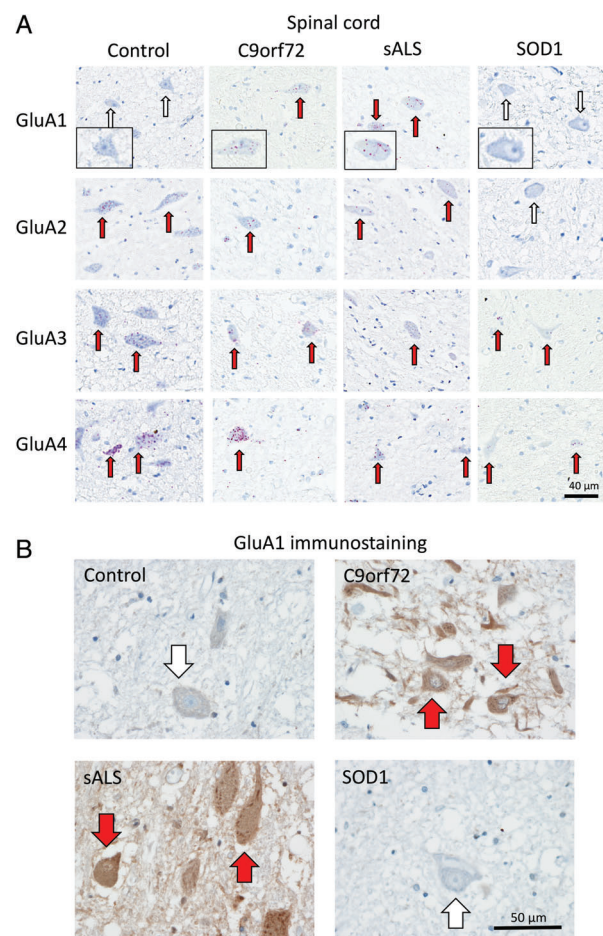 A
Spinal cord
Control C9orf72 sALS SOD1
GluA1
GluA2
GluA3
GluA4
40 µm
B
GluA1 immunostaining
Control C9orf72
sALS SOD1
50 µm